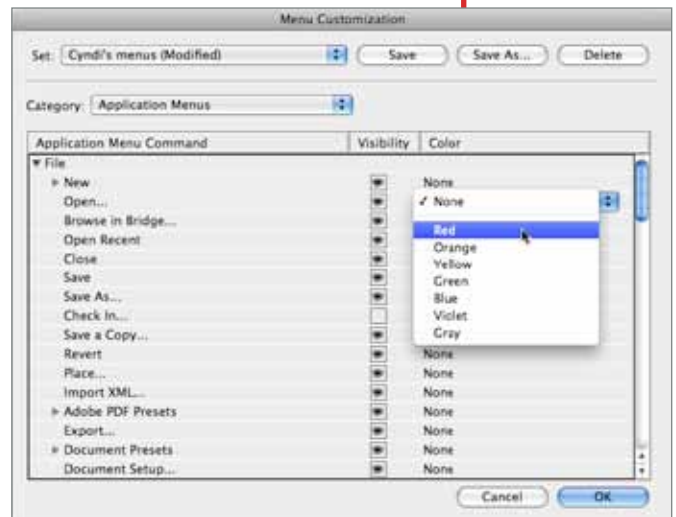 Menu Customization
Set: Cyndi's menus (Modified) Save Save As... Delete
Category: Application Menus
Application Menu Command Visibility Color
File
New None
Open... ✓ None
Browse in Bridge... Red
Open Recent Orange
Close Yellow
Save Green
Save As... Blue
Check In... Violet
Save a Copy... Gray
Revert None
Place... None
Import XML... None
Adobe PDF Presets None
Export... None
Document Presets None
Document Setup... None
Cancel OK